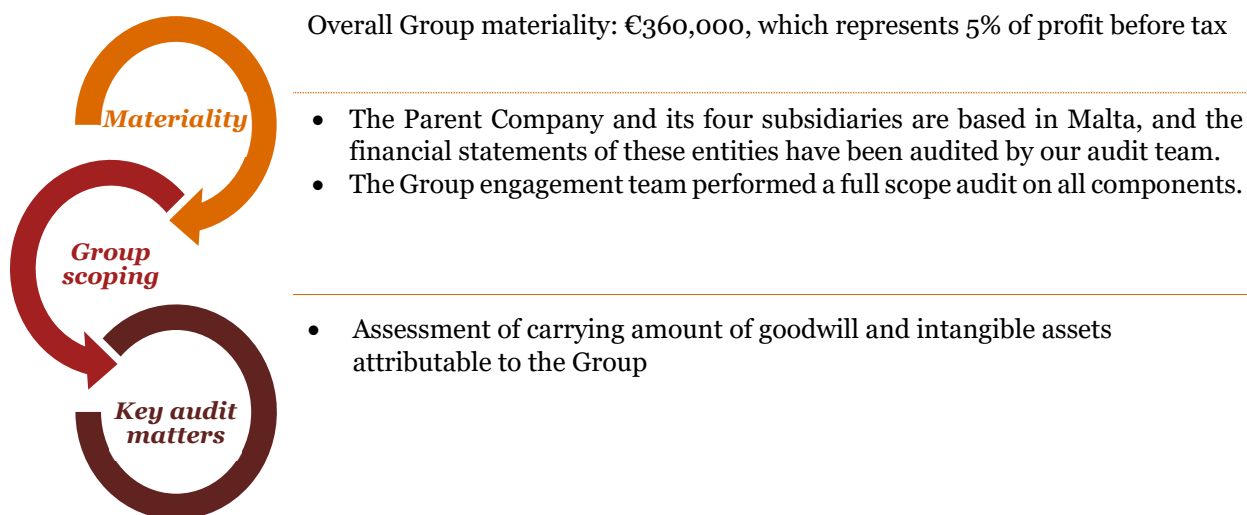 Overall Group materiality: €360,000, which represents 5% of profit before tax
Materiality
• The Parent Company and its four subsidiaries are based in Malta, and the
financial statements of these entities have been audited by our audit team.
• The Group engagement team performed a full scope audit on all components.
Group
scoping
• Assessment of carrying amount of goodwill and intangible assets
attributable to the Group
Key audit
matters